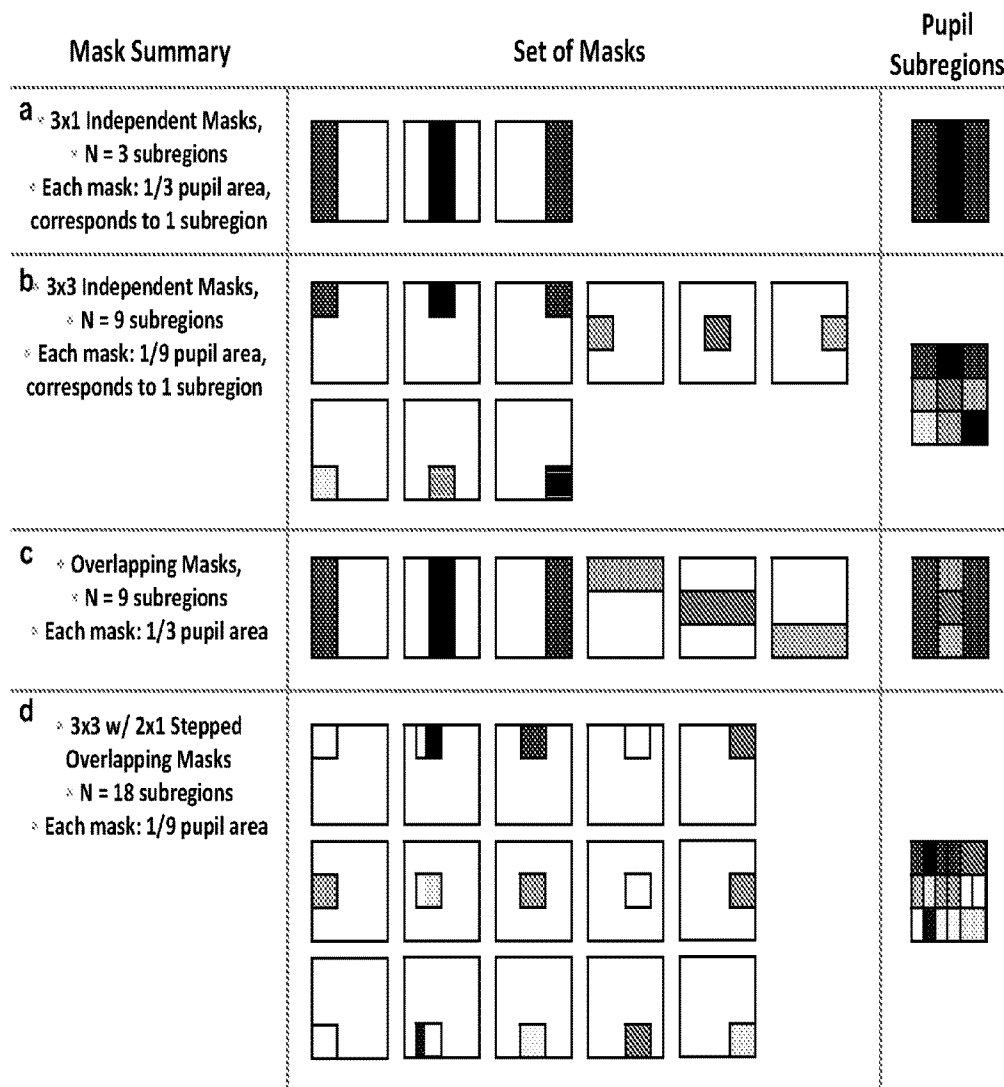 Mask Summary
Set of Masks
Pupil
Subregions
a
◦ 3x1 Independent Masks,
◦ N = 3 subregions
◦ Each mask: 1/3 pupil area,
corresponds to 1 subregion
b
◦ 3x3 Independent Masks,
◦ N = 9 subregions
◦ Each mask: 1/9 pupil area,
corresponds to 1 subregion
c
◦ Overlapping Masks,
◦ N = 9 subregions
◦ Each mask: 1/3 pupil area
d
◦ 3x3 w/ 2x1 Stepped
Overlapping Masks
◦ N = 18 subregions
◦ Each mask: 1/9 pupil area